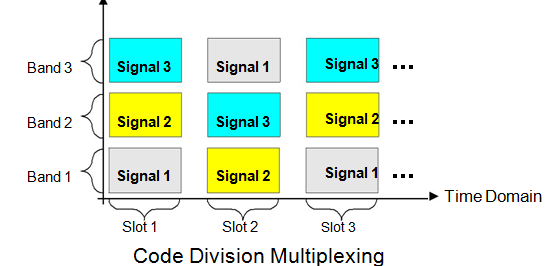 Band 3 Signal 3 Signal 1 Signal 3 ...
Band 2 Signal 2 Signal 3 Signal 2 ...
Band 1 Signal 1 Signal 2 Signal 1 ...
Time Domain
Slot 1 Slot 2 Slot 3
Code Division Multiplexing